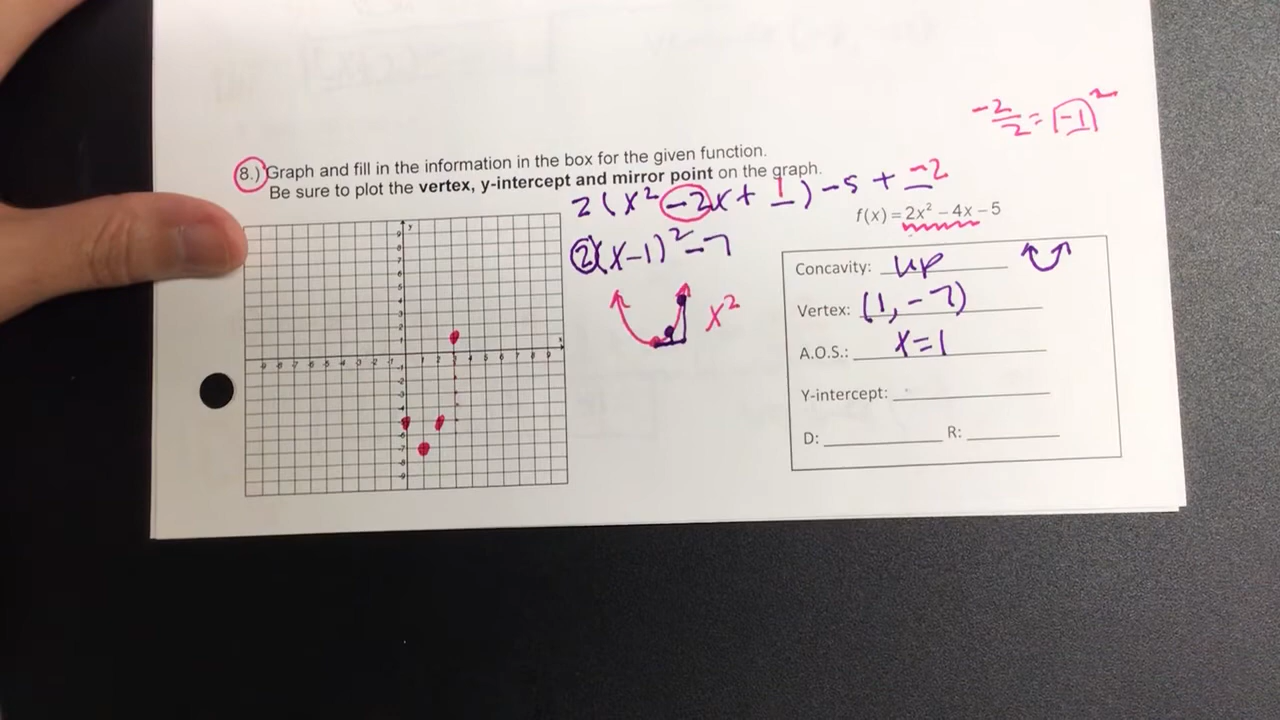 -2/2 = (-1)²
8.) Graph and fill in the information in the box for the given function.
Be sure to plot the vertex, y-intercept and mirror point on the graph.
2(x² -2x + 1) -5 + -2
f(x) = 2x² - 4x - 5
2(x-1)² -7
x²
Concavity: up
Vertex: (1, -7)
A.O.S.: x=1
Y-intercept:
D: R: